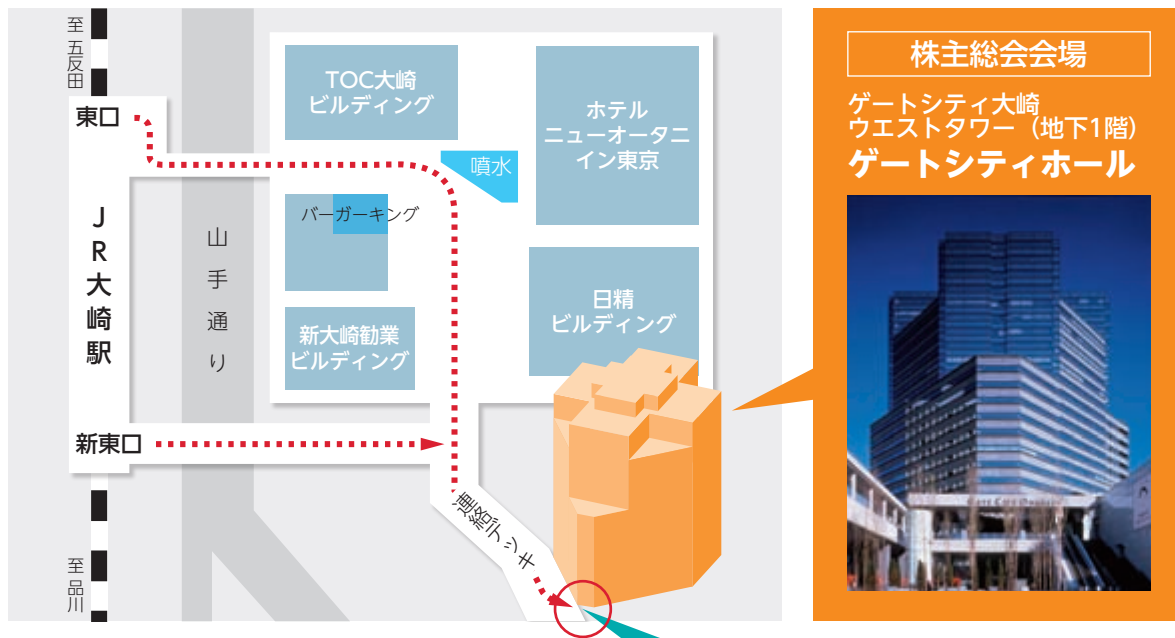 至
五反田
東口
JR大崎駅
新東口
至
品川
山手通り
TOC大崎
ビルディング
噴水
バーガーキング
新大崎勧業
ビルディング
ホテル
ニューオータニ
イン東京
日精
ビルディング
連絡デッキ
株主総会会場
ゲートシティ大崎
ウエストタワー（地下1階）
ゲートシティホール